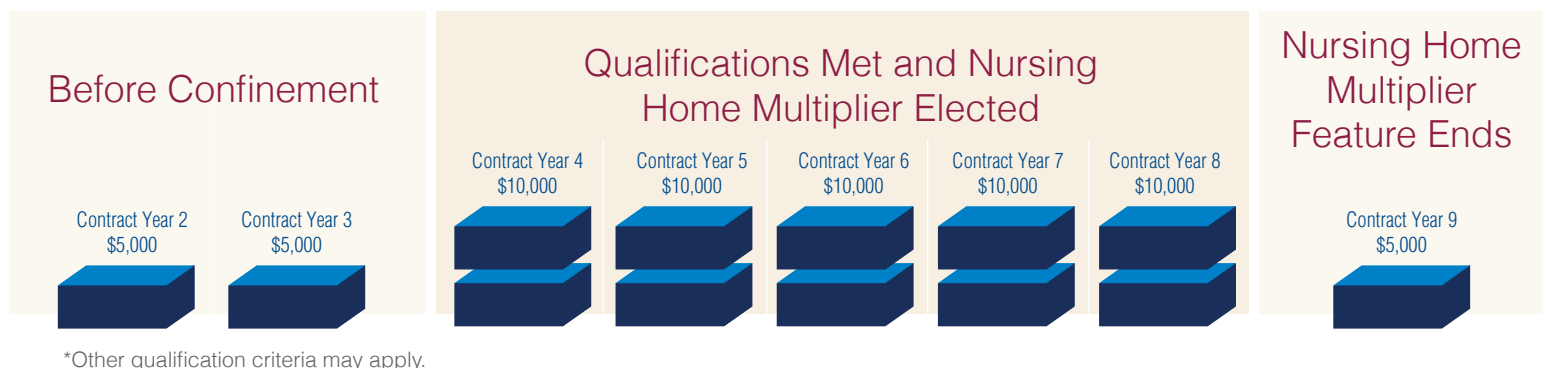 Before Confinement
Contract Year 2
$5,000
Contract Year 3
$5,000
Qualifications Met and Nursing
Home Multiplier Elected
Contract Year 4
$10,000
Contract Year 5
$10,000
Contract Year 6
$10,000
Contract Year 7
$10,000
Contract Year 8
$10,000
Nursing Home
Multiplier
Feature Ends
Contract Year 9
$5,000
*Other qualification criteria may apply.